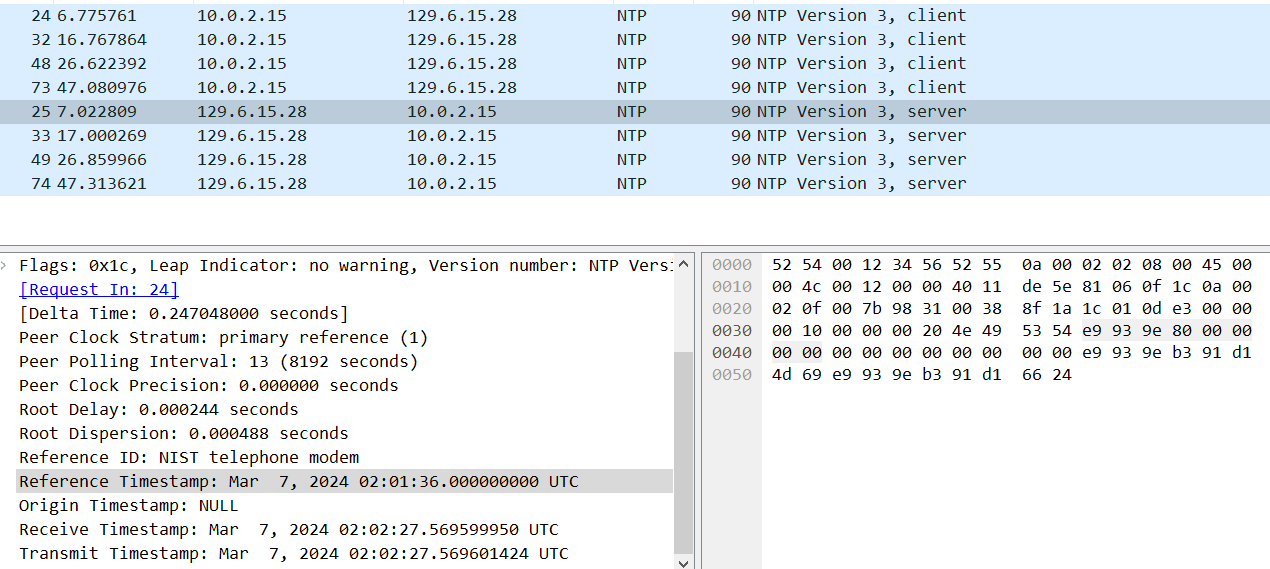 24 6.775761 10.0.2.15 129.6.15.28 NTP 90 NTP Version 3, client
32 16.767864 10.0.2.15 129.6.15.28 NTP 90 NTP Version 3, client
48 26.622392 10.0.2.15 129.6.15.28 NTP 90 NTP Version 3, client
73 47.080976 10.0.2.15 129.6.15.28 NTP 90 NTP Version 3, client
25 7.022809 129.6.15.28 10.0.2.15 NTP 90 NTP Version 3, server
33 17.000269 129.6.15.28 10.0.2.15 NTP 90 NTP Version 3, server
49 26.859966 129.6.15.28 10.0.2.15 NTP 90 NTP Version 3, server
74 47.313621 129.6.15.28 10.0.2.15 NTP 90 NTP Version 3, server
Flags: 0x1c, Leap Indicator: no warning, Version number: NTP Versi
[Request In: 24]
[Delta Time: 0.247048000 seconds]
Peer Clock Stratum: primary reference (1)
Peer Polling Interval: 13 (8192 seconds)
Peer Clock Precision: 0.000000 seconds
Root Delay: 0.000244 seconds
Root Dispersion: 0.000488 seconds
Reference ID: NIST telephone modem
Reference Timestamp: Mar  7, 2024 02:01:36.000000000 UTC
Origin Timestamp: NULL
Receive Timestamp: Mar  7, 2024 02:02:27.569599950 UTC
Transmit Timestamp: Mar  7, 2024 02:02:27.569601424 UTC
0000 52 54 00 12 34 56 52 55 0a 00 02 02 08 00 45 00
0010 00 4c 00 12 00 00 40 11 de 5e 81 06 0f 1c 0a 00
0020 02 0f 00 7b 98 31 00 38 8f 1a 1c 01 0d e3 00 00
0030 00 10 00 00 00 20 4e 49 53 54 e9 93 9e 80 00 00
0040 00 00 00 00 00 00 00 00 00 00 e9 93 9e b3 91 d1
0050 4d 69 e9 93 9e b3 91 d1 66 24